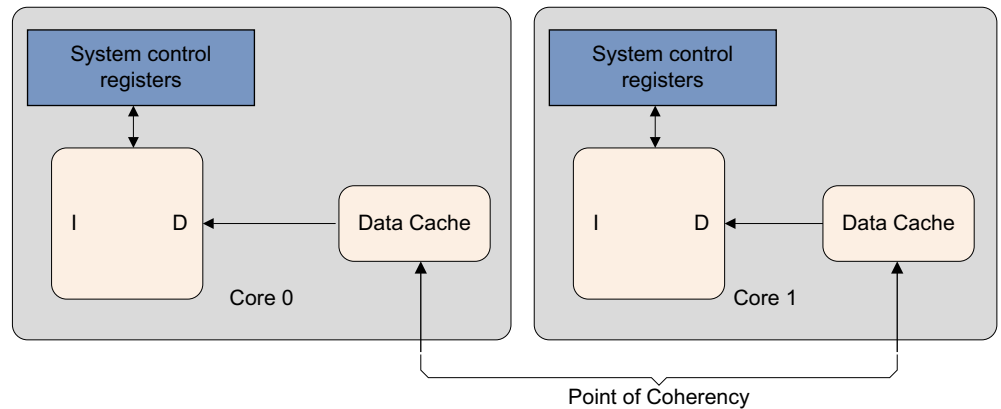 System control
registers
I
D
Data Cache
Core 0
System control
registers
I
D
Data Cache
Core 1
Point of Coherency